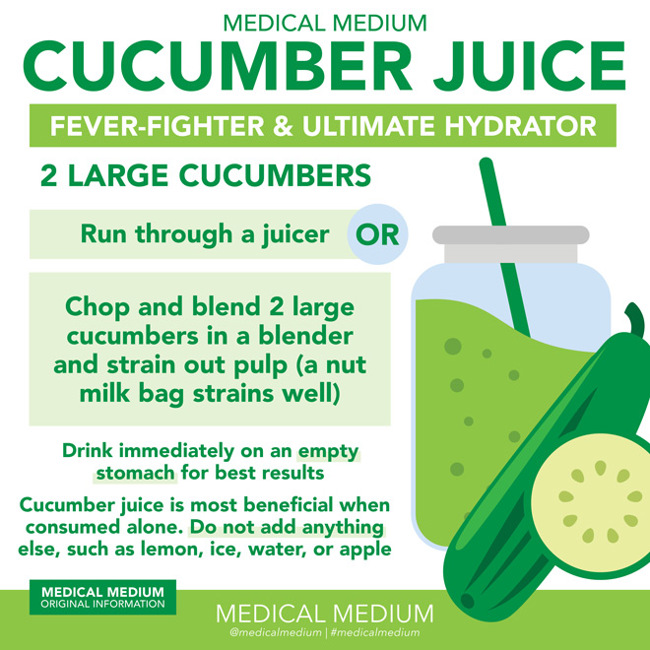 MEDICAL MEDIUM
CUCUMBER JUICE
FEVER-FIGHTER & ULTIMATE HYDRATOR
2 LARGE CUCUMBERS
Run through a juicer
OR
Chop and blend 2 large
cucumbers in a blender
and strain out pulp (a nut
milk bag strains well)
Drink immediately on an empty
stomach for best results
Cucumber juice is most beneficial when
consumed alone. Do not add anything
else, such as lemon, ice, water, or apple
MEDICAL MEDIUM
ORIGINAL INFORMATION
MEDICAL MEDIUM
@medicalmedium | #medicalmedium